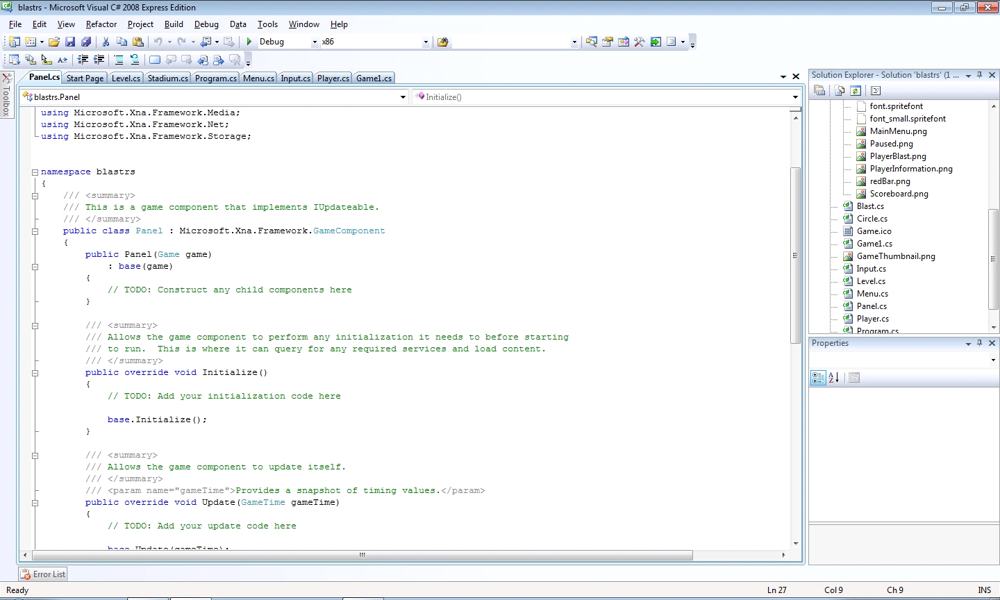 blastrs - Microsoft Visual C# 2008 Express Edition
File Edit View Refactor Project Build Debug Data Tools Window Help
Debug x86
Panel.cs Start Page Level.cs Stadium.cs Program.cs Menu.cs Input.cs Player.cs Game1.cs
blastrs.Panel Initialize()
Toolbox
using Microsoft.Xna.Framework.Media;
using Microsoft.Xna.Framework.Net;
using Microsoft.Xna.Framework.Storage;
namespace blastrs
{
/// <summary>
/// This is a game component that implements IUpdateable.
/// </summary>
public class Panel : Microsoft.Xna.Framework.GameComponent
{
public Panel(Game game)
: base(game)
{
// TODO: Construct any child components here
}
/// <summary>
/// Allows the game component to perform any initialization it needs to before starting
/// to run.  This is where it can query for any required services and load content.
/// </summary>
public override void Initialize()
{
// TODO: Add your initialization code here
base.Initialize();
}
/// <summary>
/// Allows the game component to update itself.
/// </summary>
/// <param name="gameTime">Provides a snapshot of timing values.</param>
public override void Update(GameTime gameTime)
{
// TODO: Add your update code here
base.Update(gameTime);
Solution Explorer - Solution 'blastrs' (1 ...
font.spritefont
font_small.spritefont
MainMenu.png
Paused.png
PlayerBlast.png
PlayerInformation.png
redBar.png
Scoreboard.png
Blast.cs
Circle.cs
Game.ico
Game1.cs
GameThumbnail.png
Input.cs
Level.cs
Menu.cs
Panel.cs
Player.cs
Program.cs
Properties
Error List
Ready Ln 27 Col 9 Ch 9 INS